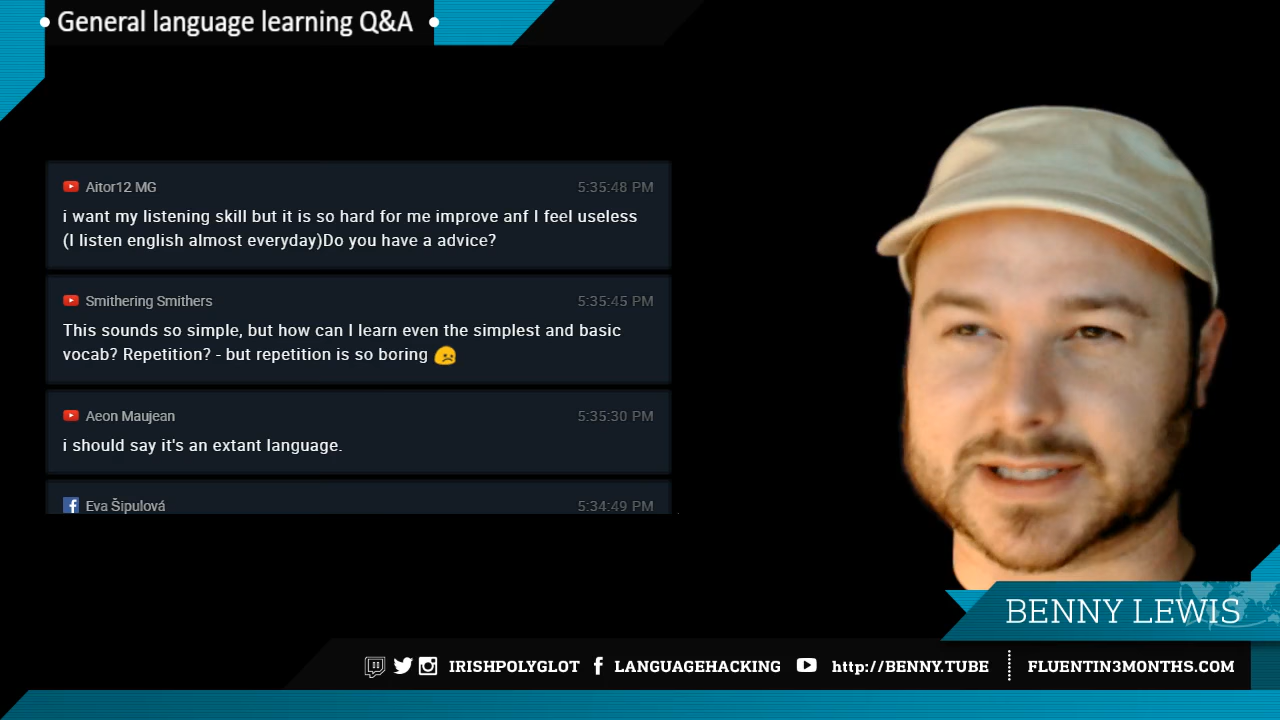 General language learning Q&A
Aitor12 MG 5:35:48 PM
i want my listening skill but it is so hard for me improve anf I feel useless
(I listen english almost everyday)Do you have a advice?
Smithering Smithers 5:35:45 PM
This sounds so simple, but how can I learn even the simplest and basic
vocab? Repetition? - but repetition is so boring
Aeon Maujean 5:35:30 PM
i should say it's an extant language.
Eva Šipulová 5:34:49 PM
BENNY LEWIS
IRISHPOLYGLOT LANGUAGEHACKING http://BENNY.TUBE FLUENTIN3MONTHS.COM